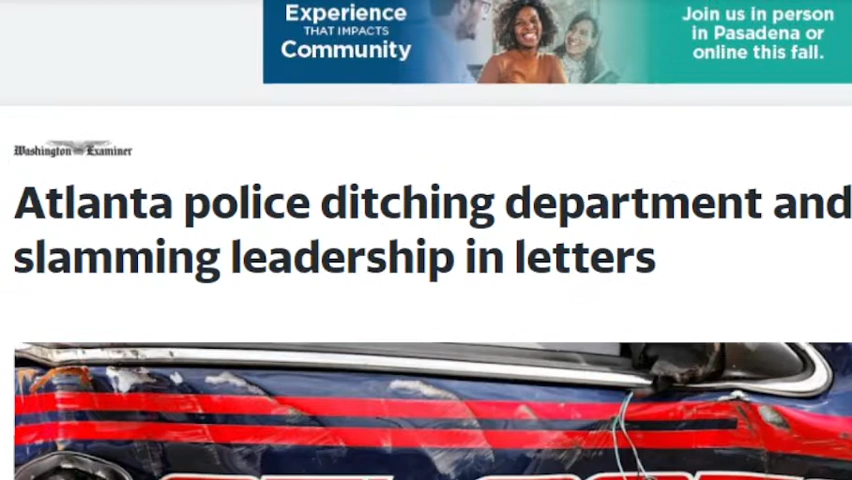 Experience
THAT IMPACTS
Community
Join us in person
in Pasadena or
online this fall.
Washington Examiner
Atlanta police ditching department and
slamming leadership in letters